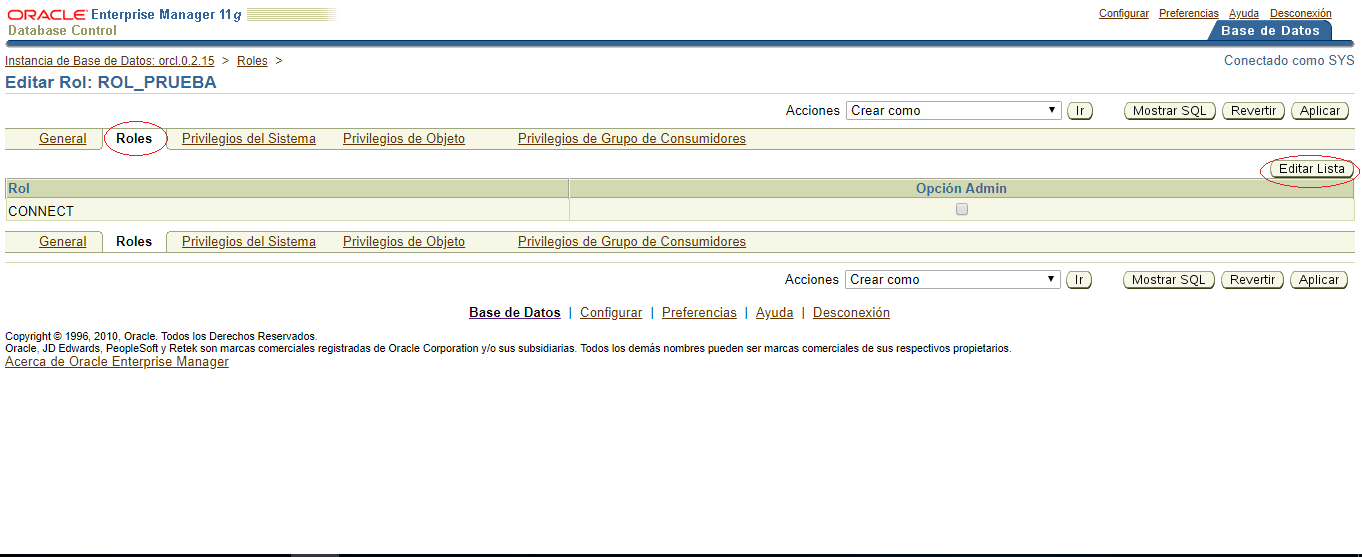 ORACLE Enterprise Manager 11g
Database Control
Configurar Preferencias Ayuda Desconexión
Base de Datos
Instancia de Base de Datos: orcl.0.2.15 > Roles >
Conectado como SYS
Editar Rol: ROL_PRUEBA
Acciones Crear como Ir Mostrar SQL Revertir Aplicar
General Roles Privilegios del Sistema Privilegios de Objeto Privilegios de Grupo de Consumidores
Editar Lista
Rol Opción Admin
CONNECT
General Roles Privilegios del Sistema Privilegios de Objeto Privilegios de Grupo de Consumidores
Acciones Crear como Ir Mostrar SQL Revertir Aplicar
Base de Datos | Configurar | Preferencias | Ayuda | Desconexión
Copyright © 1996, 2010, Oracle. Todos los Derechos Reservados.
Oracle, JD Edwards, PeopleSoft y Retek son marcas comerciales registradas de Oracle Corporation y/o sus subsidiarias. Todos los demás nombres pueden ser marcas comerciales de sus respectivos propietarios.
Acerca de Oracle Enterprise Manager